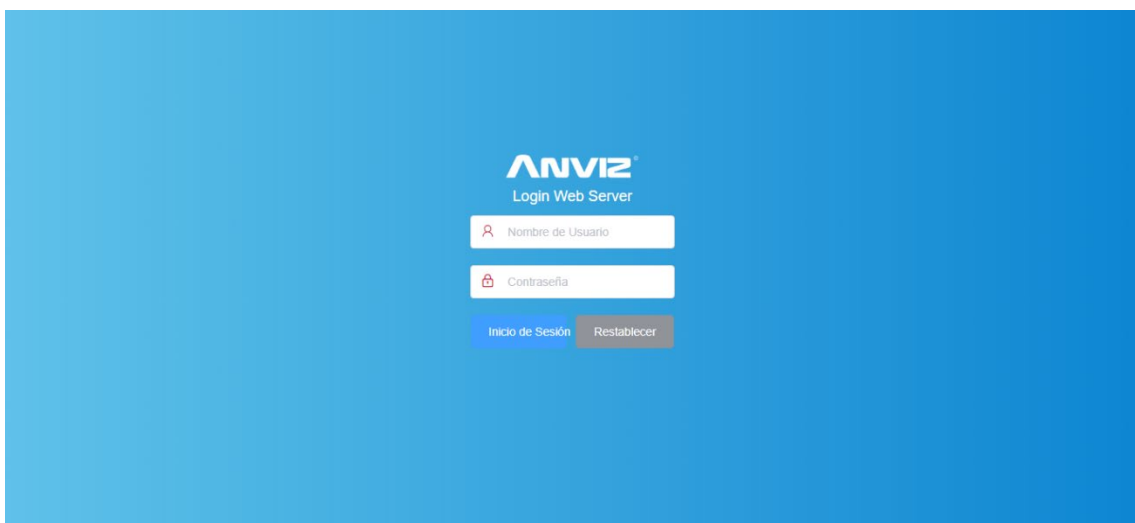 ANVIZ®
Login Web Server
Nombre de Usuario
Contraseña
Inicio de Sesión Restablecer